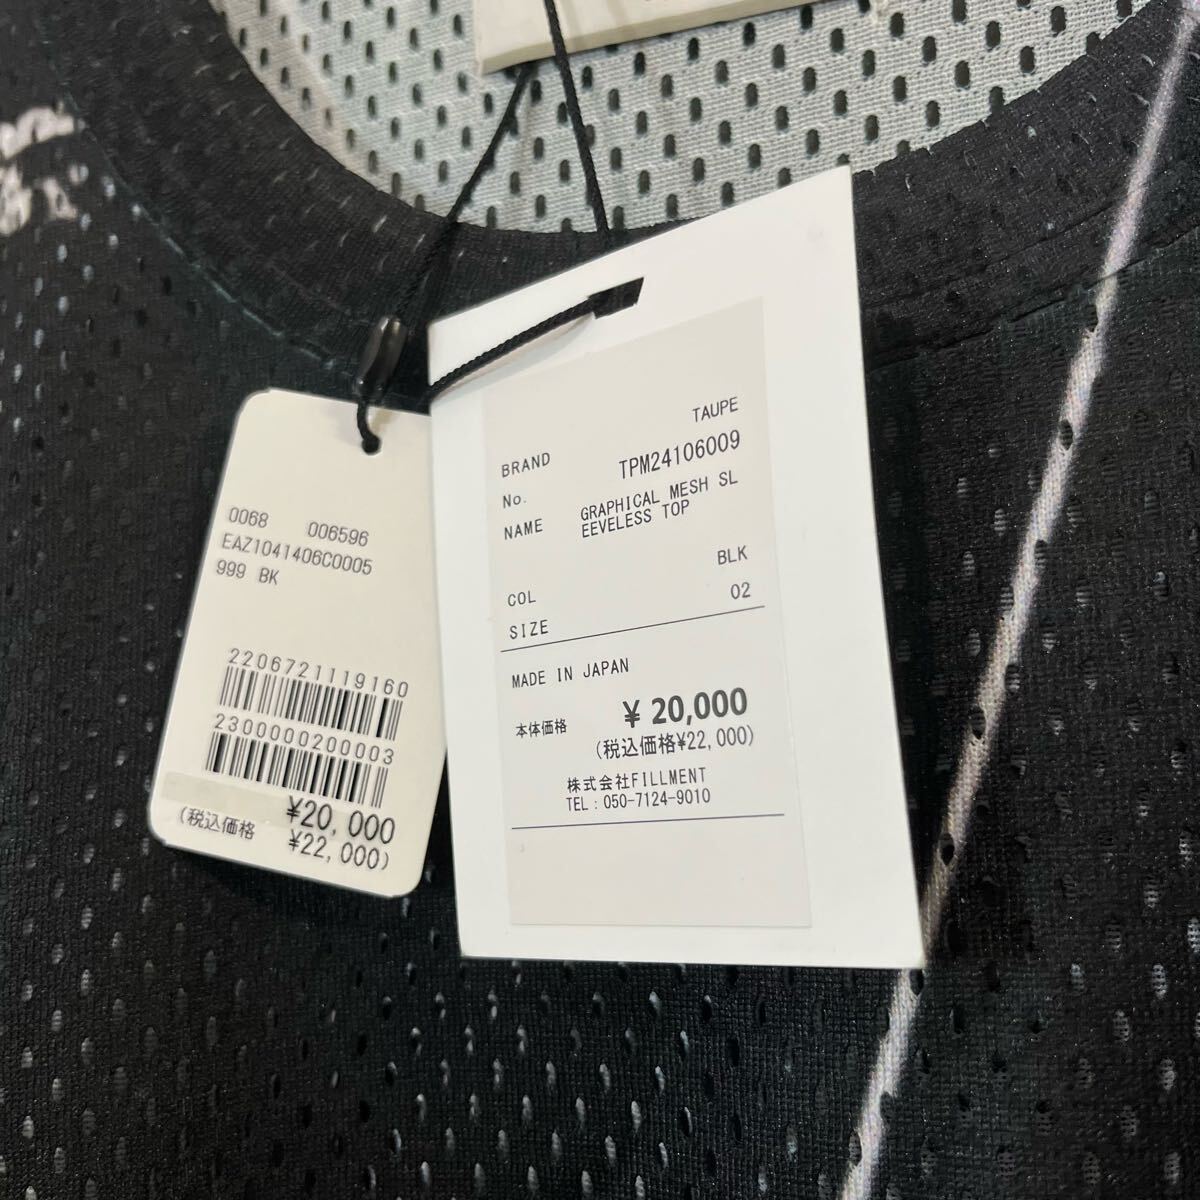 0068 006596
EAZ1041406C0005
999 BK
2206721119160
2300000200003
¥20,000
(税込価格 ¥22,000)
BRAND TAUPE
No. TPM24106009
NAME GRAPHICAL MESH SL
EEVELESS TOP
COL BLK
SIZE 02
MADE IN JAPAN
本体価格 ¥ 20,000
(税込価格¥22,000)
株式会社FILLMENT
TEL : 050-7124-9010